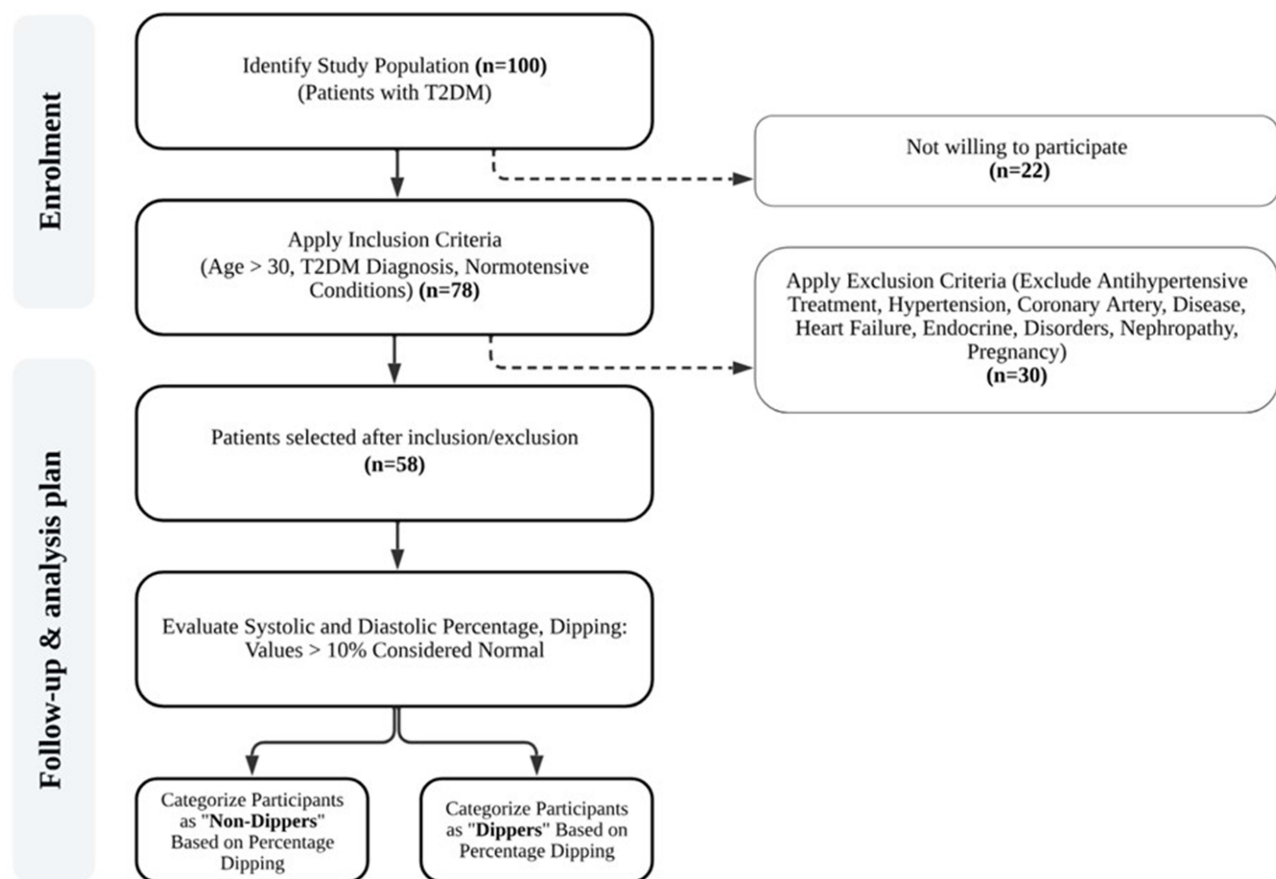 Enrolment
Identify Study Population (n=100)
(Patients with T2DM)
Not willing to participate
(n=22)
Apply Inclusion Criteria
(Age > 30, T2DM Diagnosis, Normotensive
Conditions) (n=78)
Apply Exclusion Criteria (Exclude Antihypertensive
Treatment, Hypertension, Coronary Artery, Disease,
Heart Failure, Endocrine, Disorders, Nephropathy,
Pregnancy)
(n=30)
Follow-up & analysis plan
Patients selected after inclusion/exclusion
(n=58)
Evaluate Systolic and Diastolic Percentage, Dipping:
Values > 10% Considered Normal
Categorize Participants
as "Non-Dippers"
Based on Percentage
Dipping
Categorize Participants
as "Dippers" Based on
Percentage Dipping